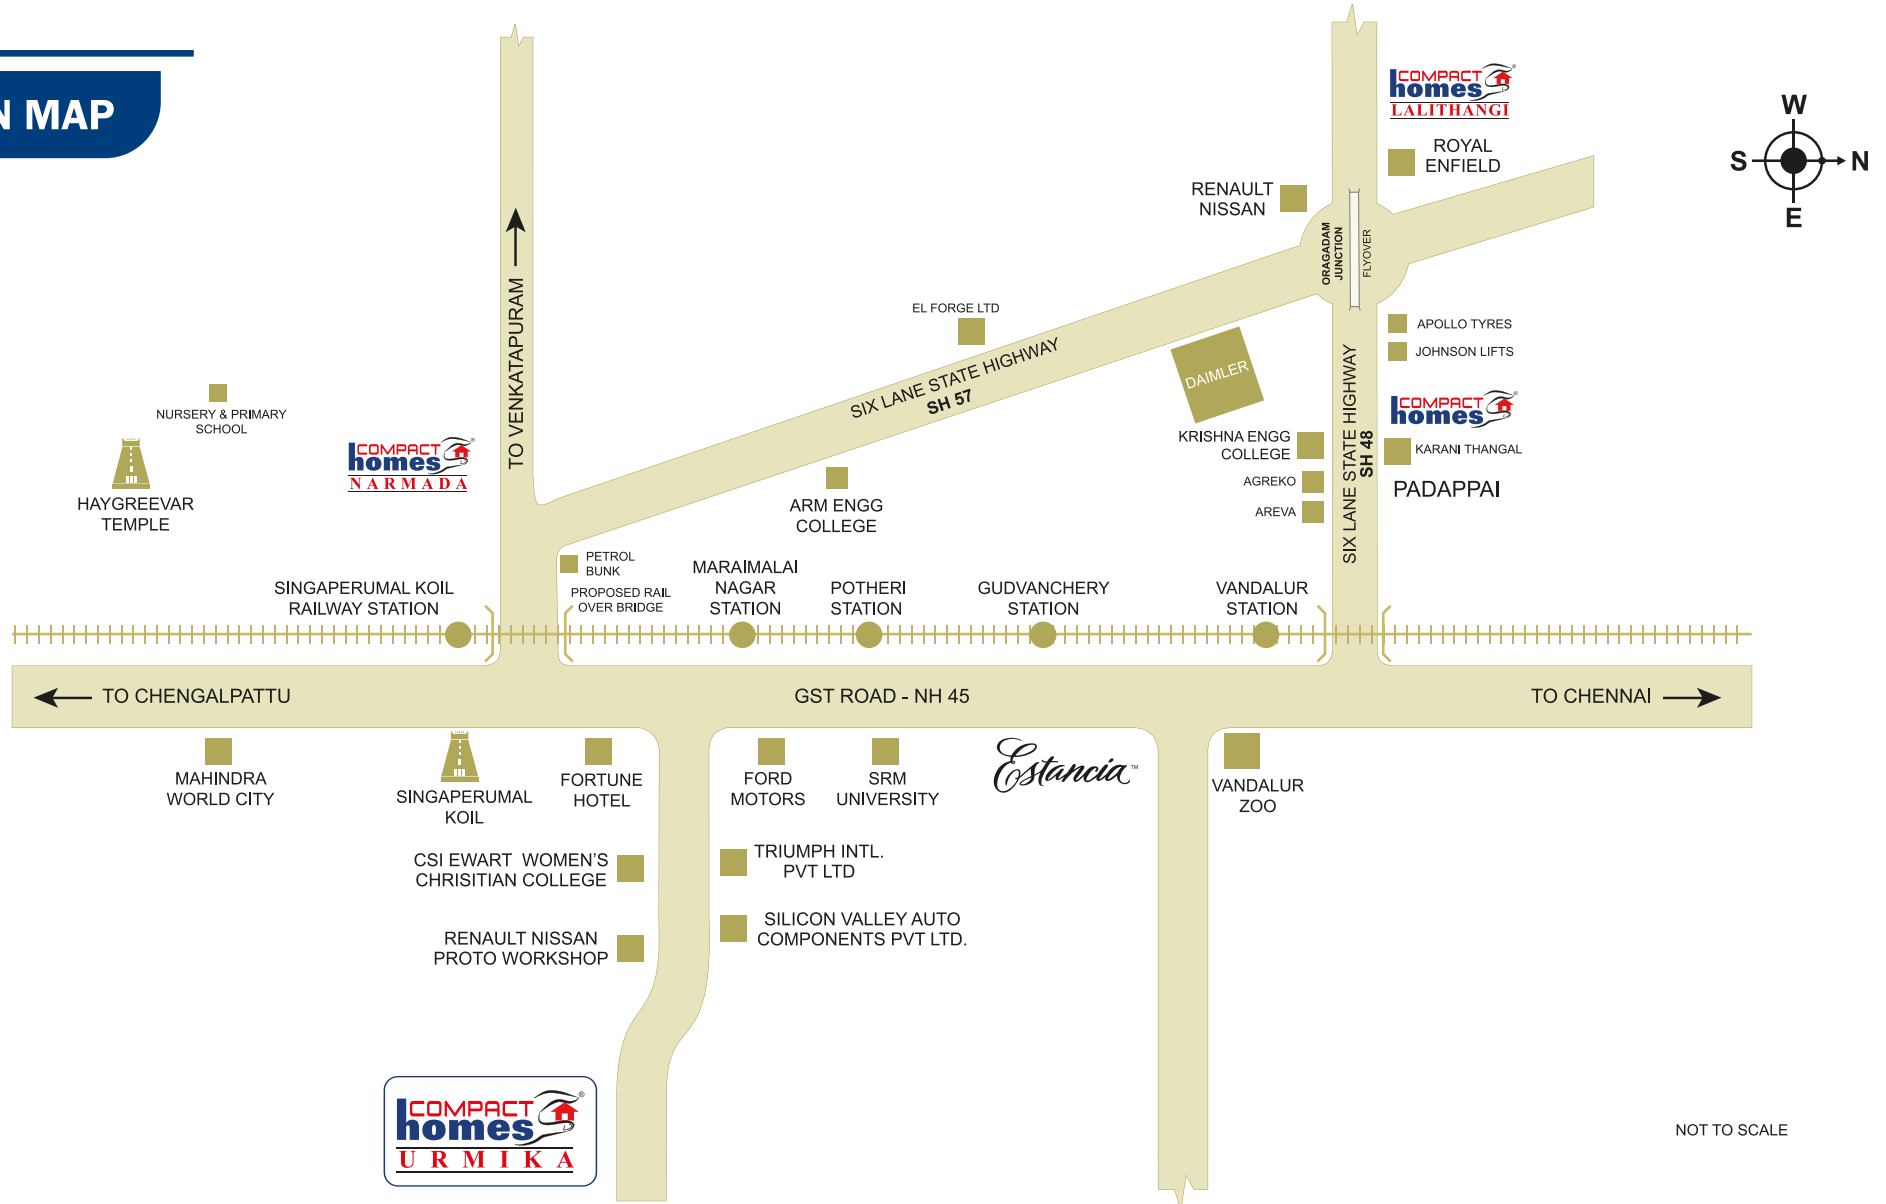 N MAP
COMPACT
homes
LALITHANGI
W
S
N
E
ROYAL
ENFIELD
RENAULT
NISSAN
ORAGADAM
JUNCTION
FLYOVER
TO VENKATAPURAM
EL FORGE LTD
SIX LANE STATE HIGHWAY
SH 57
DAIMLER
APOLLO TYRES
JOHNSON LIFTS
SIX LANE STATE HIGHWAY
SH 48
COMPACT
homes
KARANI THANGAL
PADAPPAI
KRISHNA ENGG
COLLEGE
AGREKO
AREVA
NURSERY & PRIMARY
SCHOOL
HAYGREEVAR
TEMPLE
COMPACT
homes
NARMADA
ARM ENGG
COLLEGE
PETROL
BUNK
PROPOSED RAIL
OVER BRIDGE
SINGAPERUMAL KOIL
RAILWAY STATION
MARAIMALAI
NAGAR
STATION
POTHERI
STATION
GUDVANCHERY
STATION
VANDALUR
STATION
TO CHENGALPATTU
GST ROAD - NH 45
TO CHENNAI
MAHINDRA
WORLD CITY
SINGAPERUMAL
KOIL
FORTUNE
HOTEL
FORD
MOTORS
SRM
UNIVERSITY
Estancia™
VANDALUR
ZOO
CSI EWART WOMEN'S
CHRISITIAN COLLEGE
TRIUMPH INTL.
PVT LTD
RENAULT NISSAN
PROTO WORKSHOP
SILICON VALLEY AUTO
COMPONENTS PVT LTD.
COMPACT
homes
URMIKA
NOT TO SCALE